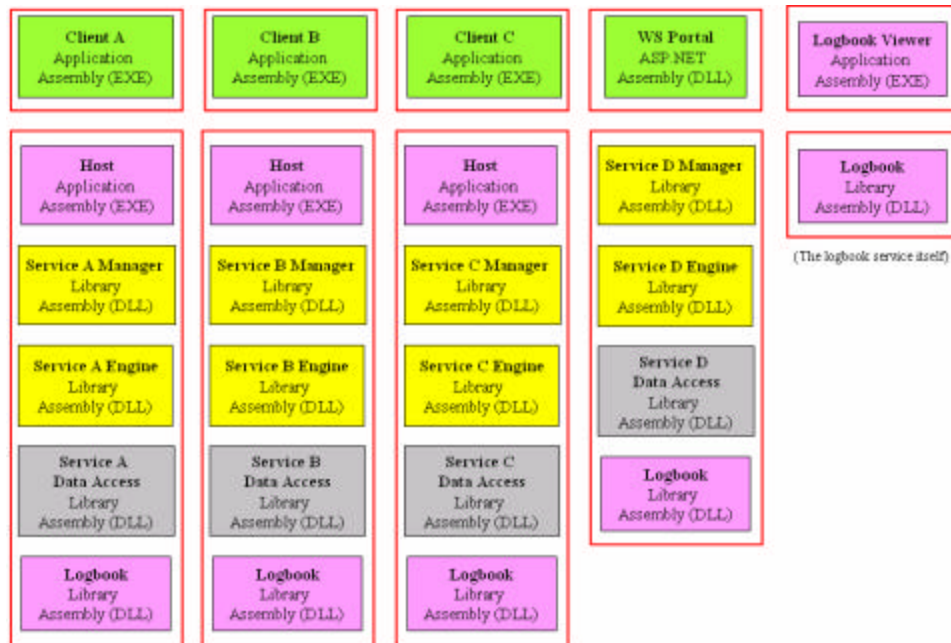 Client A
Application
Assembly (EXE)
Client B
Application
Assembly (EXE)
Client C
Application
Assembly (EXE)
WS Portal
ASP.NET
Assembly (DLL)
Logbook Viewer
Application
Assembly (EXE)
Host
Application
Assembly (EXE)
Host
Application
Assembly (EXE)
Host
Application
Assembly (EXE)
Service D Manager
Library
Assembly (DLL)
Logbook
Library
Assembly (DLL)
(The logbook service itself)
Service A Manager
Library
Assembly (DLL)
Service B Manager
Library
Assembly (DLL)
Service C Manager
Library
Assembly (DLL)
Service D Engine
Library
Assembly (DLL)
Service A Engine
Library
Assembly (DLL)
Service B Engine
Library
Assembly (DLL)
Service C Engine
Library
Assembly (DLL)
Service D
Data Access
Library
Assembly (DLL)
Service A
Data Access
Library
Assembly (DLL)
Service B
Data Access
Library
Assembly (DLL)
Service C
Data Access
Library
Assembly (DLL)
Logbook
Library
Assembly (DLL)
Logbook
Library
Assembly (DLL)
Logbook
Library
Assembly (DLL)
Logbook
Library
Assembly (DLL)